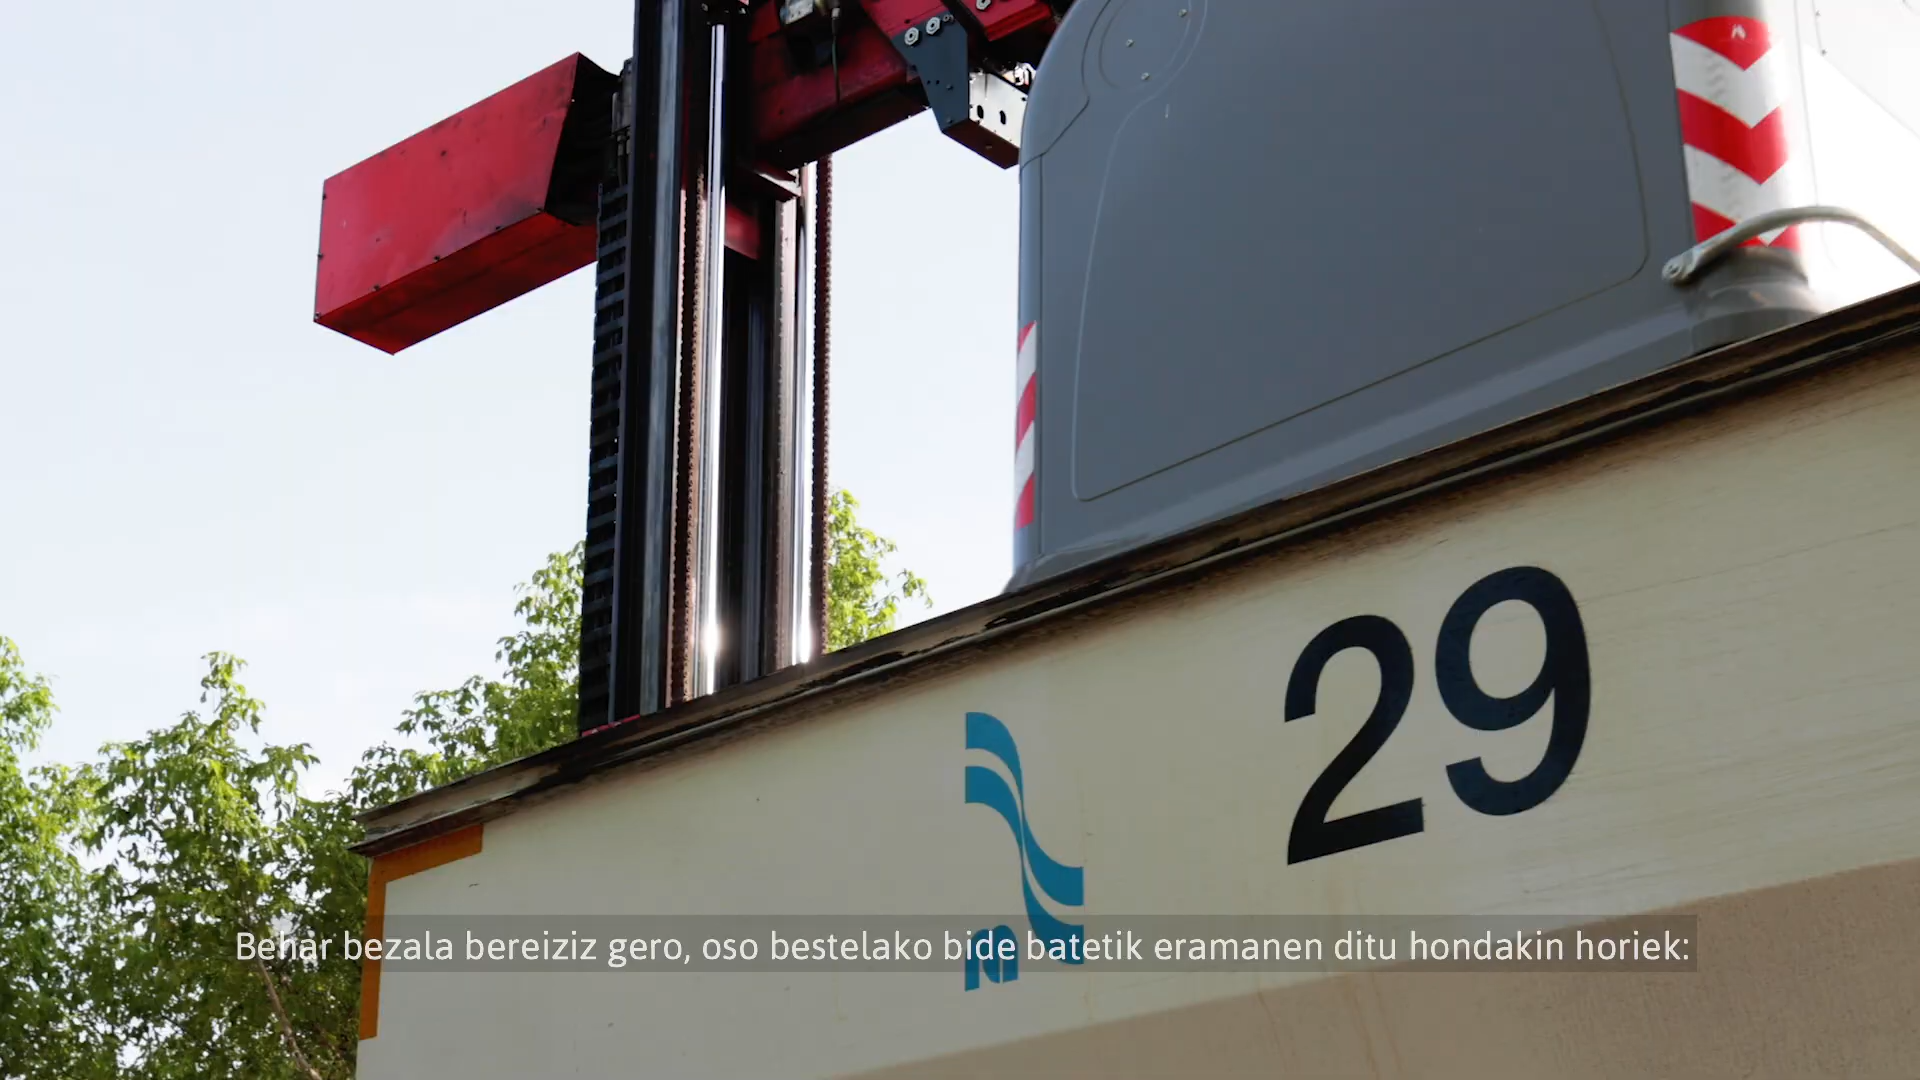 29
Behar bezala bereiziz gero, oso bestelako bide batetik eramanen ditu hondakin horiek: